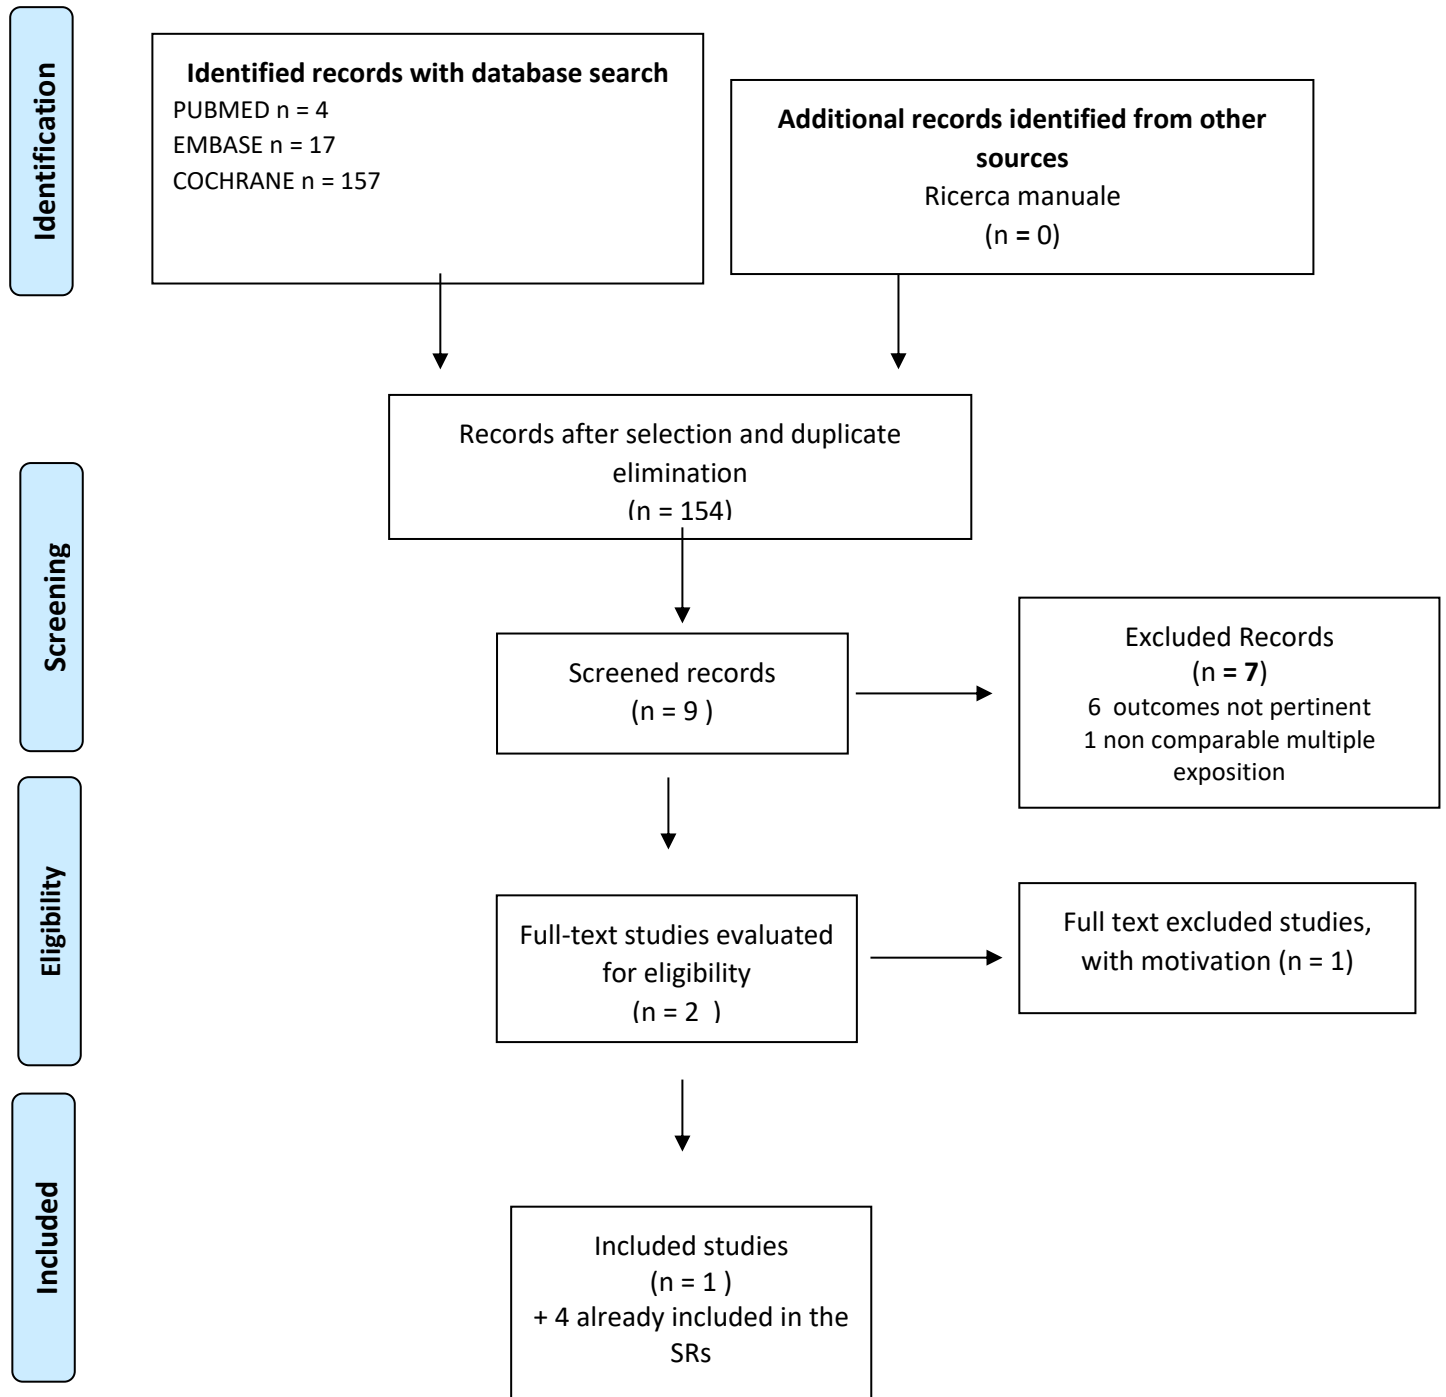 Identification
Identified records with database search
PUBMED n = 4
EMBASE n = 17
COCHRANE n = 157
Additional records identified from other
sources
Ricerca manuale
(n = 0)
Records after selection and duplicate
elimination
(n = 154)
Screening
Screened records
(n = 9 )
Excluded Records
(n = 7)
6  outcomes not pertinent
1 non comparable multiple
exposition
Eligibility
Full-text studies evaluated
for eligibility
(n = 2  )
Full text excluded studies,
with motivation (n = 1)
Included
Included studies
(n = 1 )
+ 4 already included in the
SRs